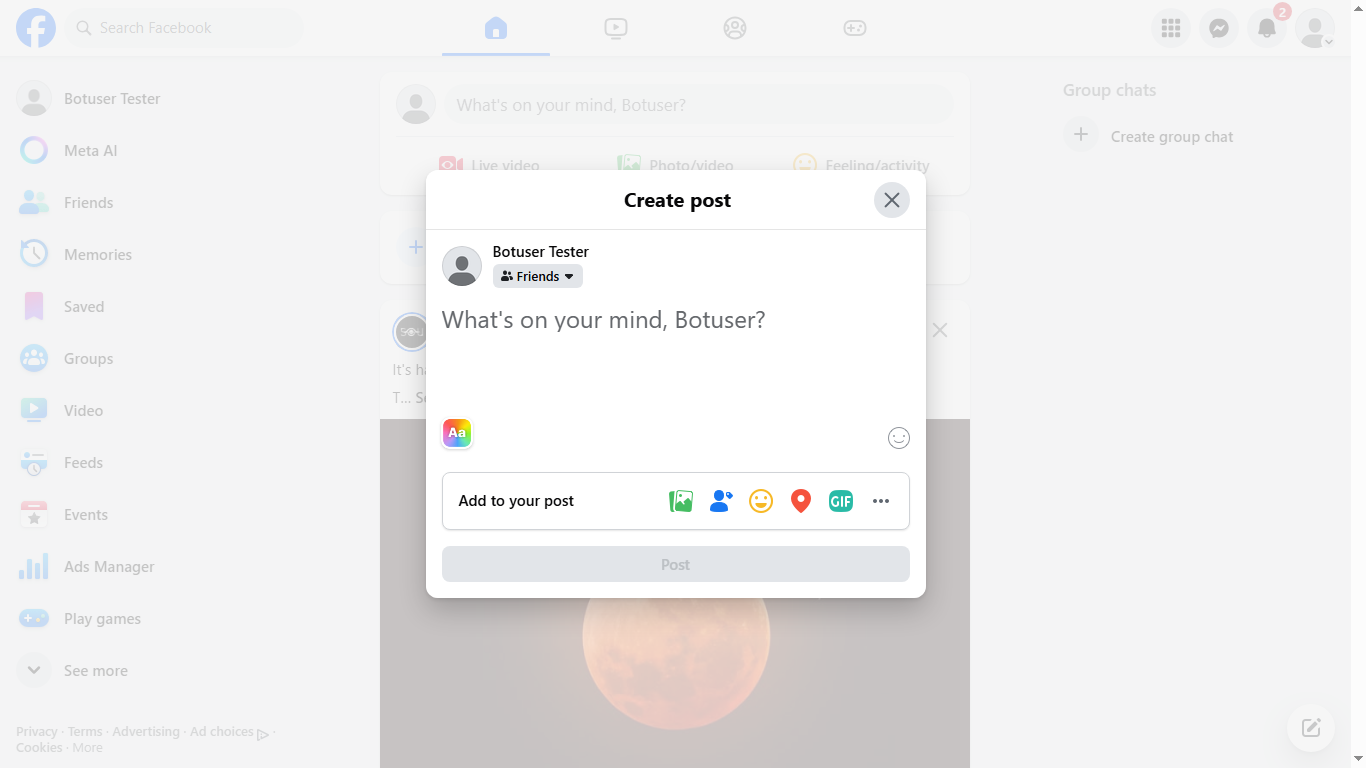 Search Facebook
2
Botuser Tester
Meta AI
Friends
Memories
Saved
Groups
Video
Feeds
Events
Ads Manager
Play games
See more
Privacy · Terms · Advertising · Ad choices ·
Cookies · More
What's on your mind, Botuser?
Live video
Photo/video
Feeling/activity
It's
T...
Create post
Botuser Tester
Friends
What's on your mind, Botuser?
Aa
Add to your post
GIF
Post
Group chats
Create group chat